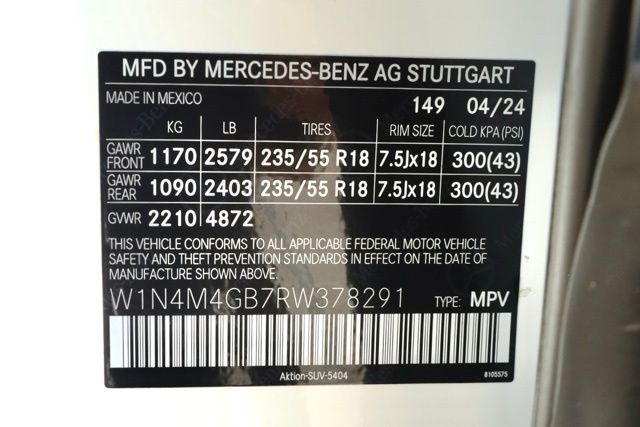 MFD BY MERCEDES-BENZ AG STUTTGART
MADE IN MEXICO 149 04/24
KG LB TIRES RIM SIZE COLD KPA (PSI)
GAWR FRONT 1170 2579 235/55 R18 7.5Jx18 300(43)
GAWR REAR 1090 2403 235/55 R18 7.5Jx18 300(43)
GVWR 2210 4872
THIS VEHICLE CONFORMS TO ALL APPLICABLE FEDERAL MOTOR VEHICLE
SAFETY AND THEFT PREVENTION STANDARDS IN EFFECT ON THE DATE OF
MANUFACTURE SHOWN ABOVE.
W1N4M4GB7RW378291 TYPE: MPV
Aktion-SUV-5404 8105575